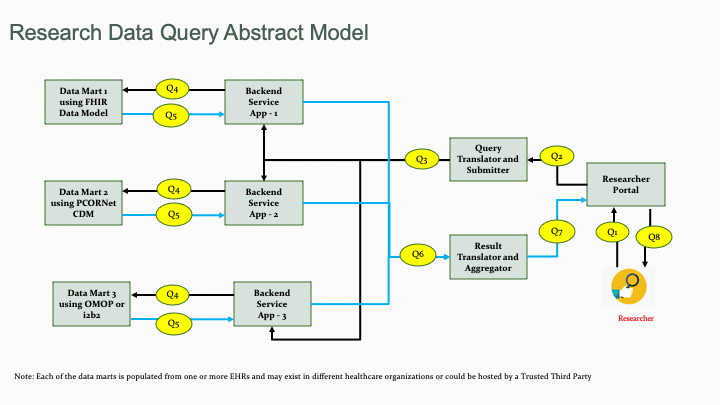 Research Data Query Abstract Model
Data Mart 1
using FHIR
Data Model
Q4
Q5
Backend
Service
App - 1
Data Mart 2
using PCORNet
CDM
Q4
Q5
Backend
Service
App - 2
Data Mart 3
using OMOP or
i2b2
Q4
Q5
Backend
Service
App - 3
Q3
Query
Translator and
Submitter
Q2
Researcher
Portal
Q6
Result
Translator and
Aggregator
Q7
Q1
Q8
Researcher
Note: Each of the data marts is populated from one or more EHRs and may exist in different healthcare organizations or could be hosted by a Trusted Third Party